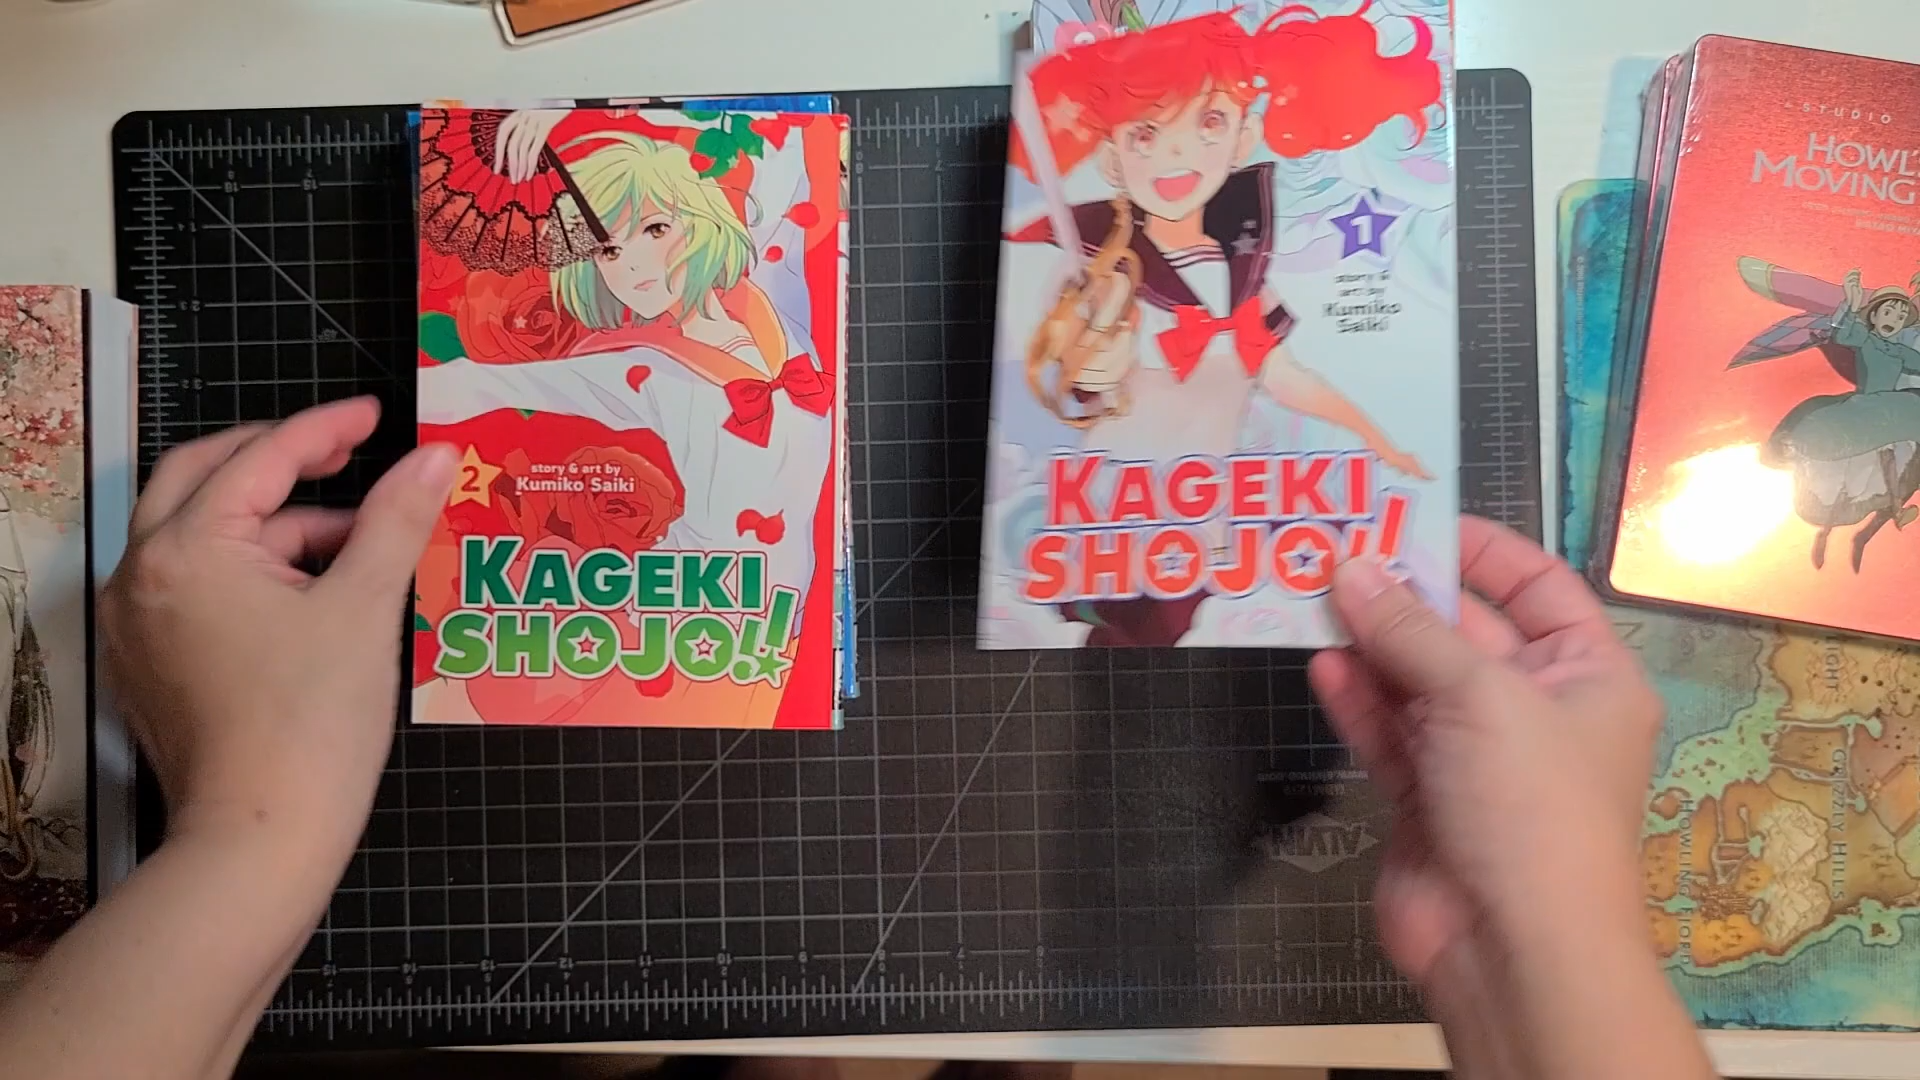 2
story & art by
Kumiko Saiki
KAGEKI
SHOJO!!
1
story &
art by
Kumiko
Saiki
KAGEKI
SHOJO!!
STUDIO
HOWL'
MOVING
GRIZZLY HILLS
HOWLING FJORD
ALVIN